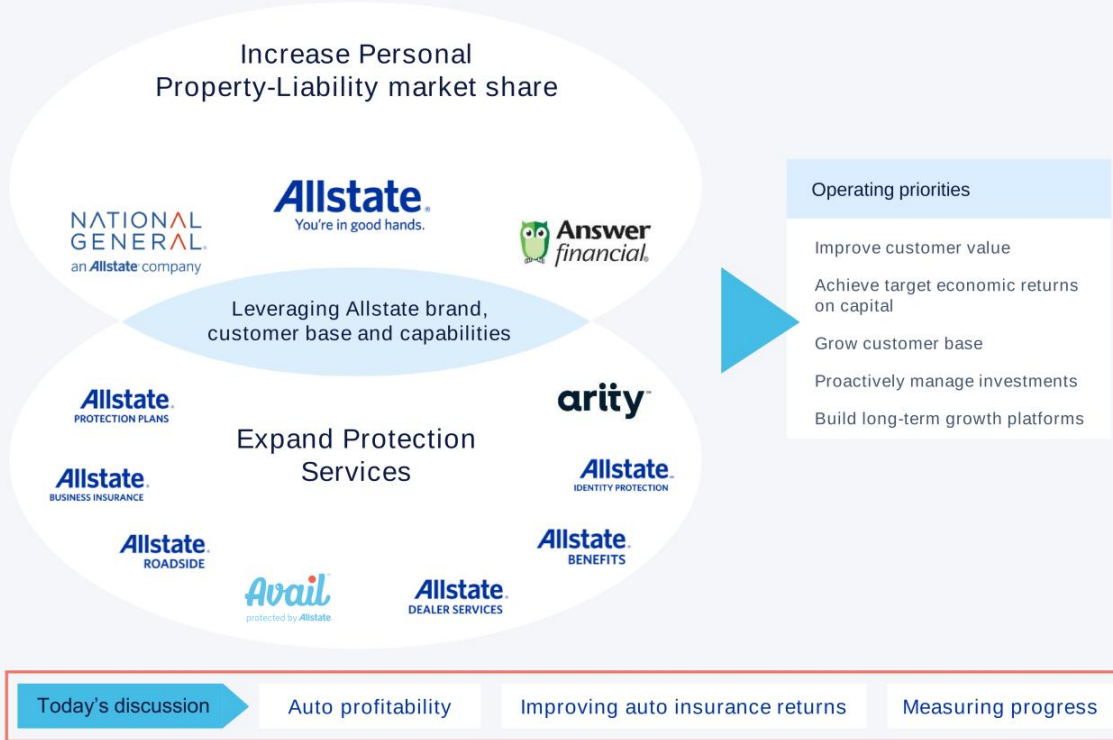 Increase Personal
Property-Liability market share
NATIONAL
GENERAL.
an Allstate company
Allstate.
You're in good hands.
Answer
financial.
Leveraging Allstate brand,
customer base and capabilities
Allstate.
PROTECTION PLANS
arity™
Expand Protection
Services
Allstate.
BUSINESS INSURANCE
Allstate™
IDENTITY PROTECTION
Allstate.
ROADSIDE
Allstate.
BENEFITS
Avail
protected by Allstate
Allstate.
DEALER SERVICES
Operating priorities
Improve customer value
Achieve target economic returns
on capital
Grow customer base
Proactively manage investments
Build long-term growth platforms
Today's discussion
Auto profitability
Improving auto insurance returns
Measuring progress